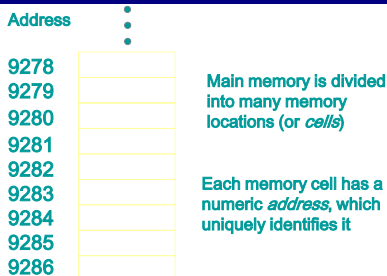 Address
9278
9279
9280
9281
9282
9283
9284
9285
9286
Main memory is divided
into many memory
locations (or cells)
Each memory cell has a
numeric address, which
uniquely identifies it